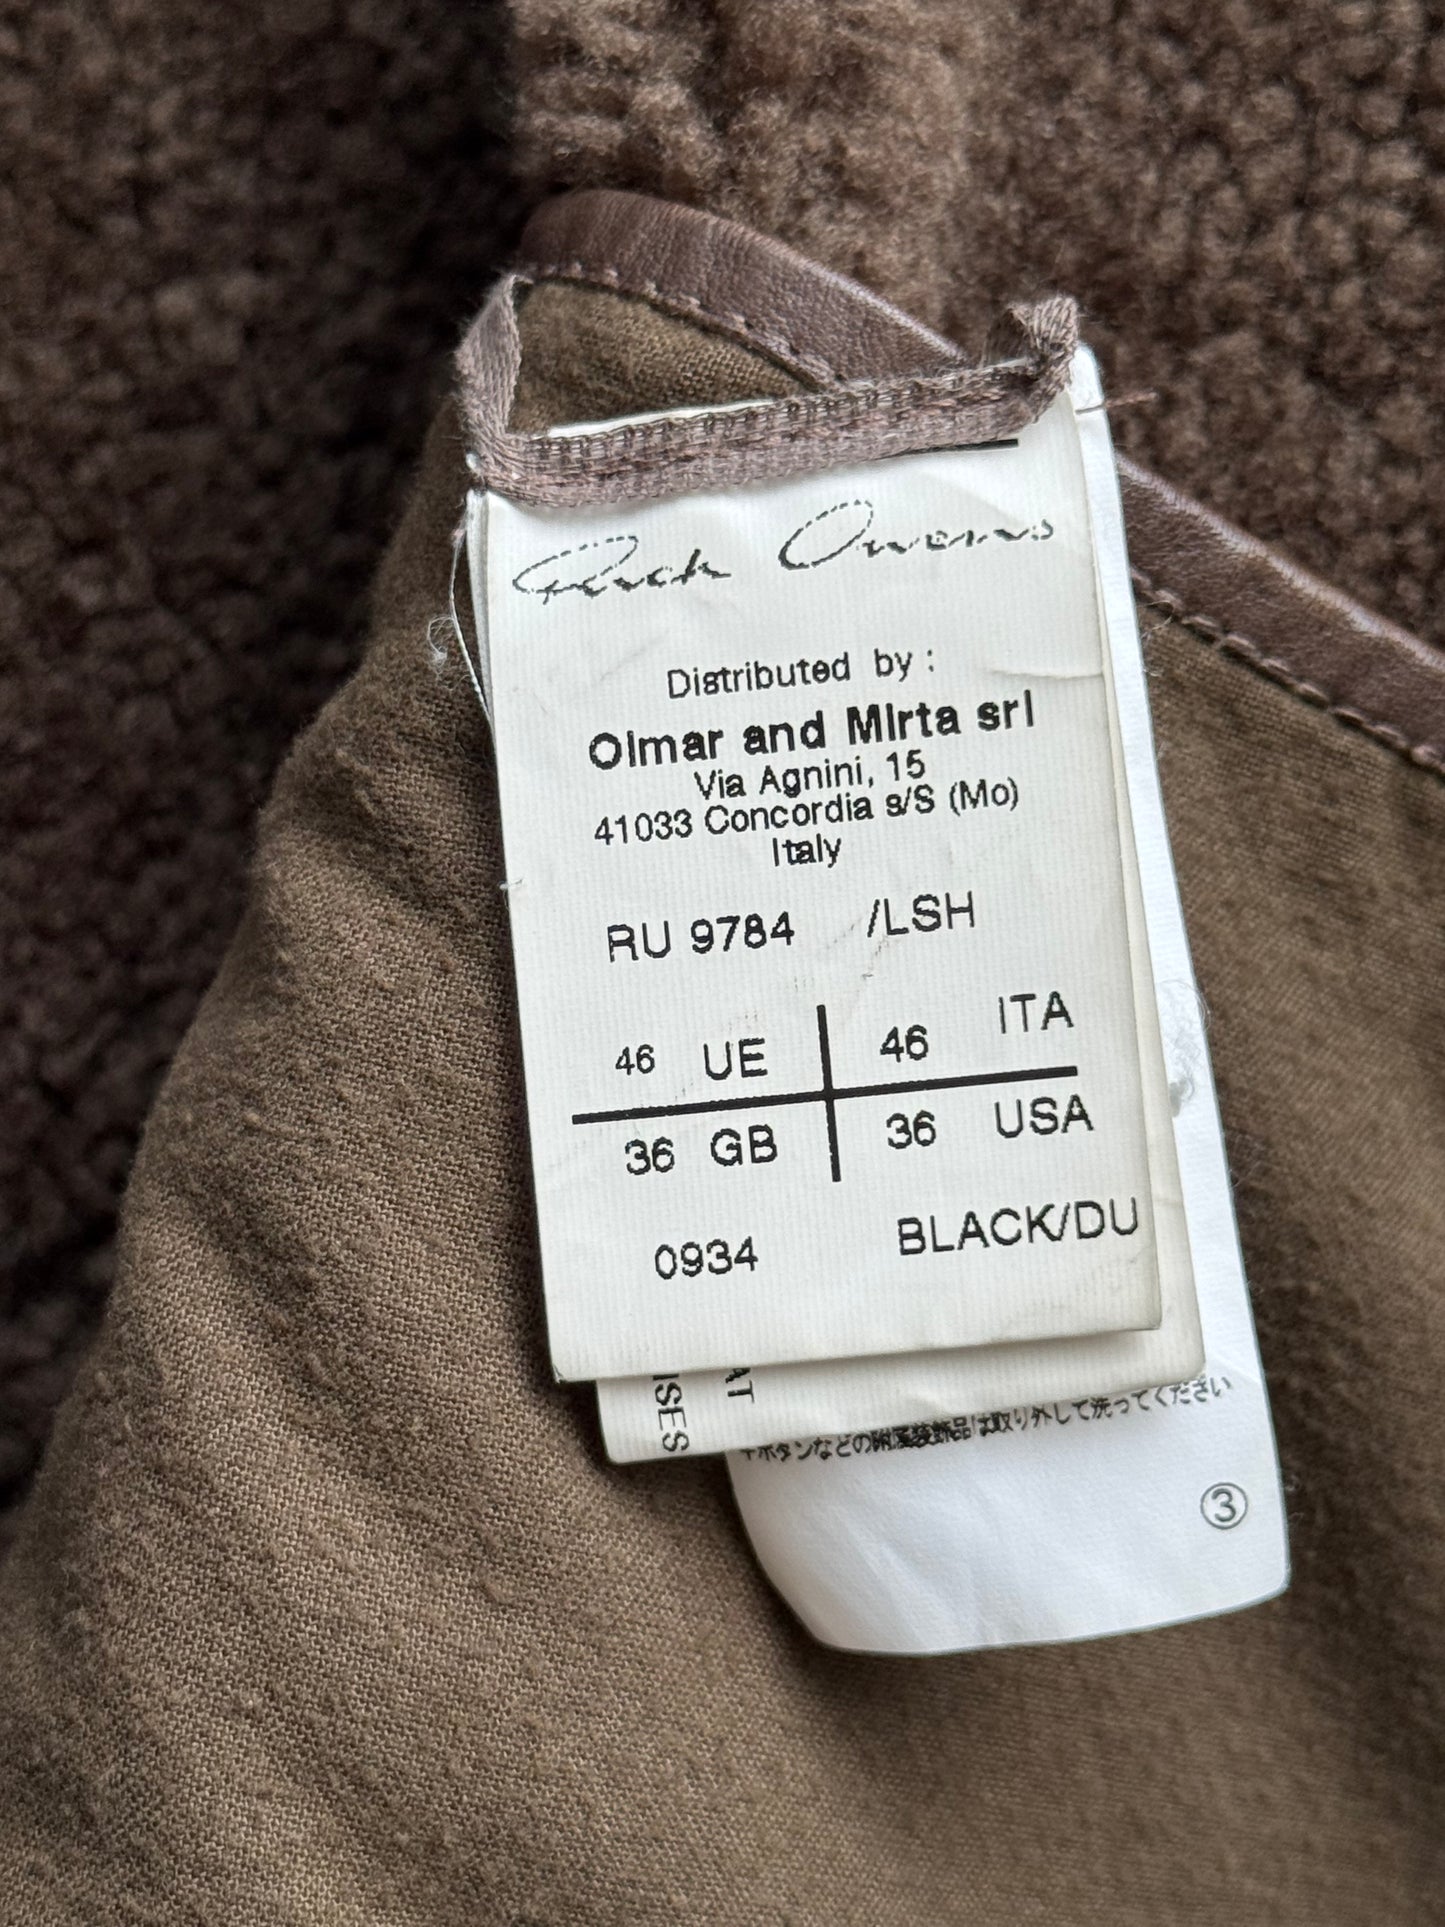 Rick Owens
Distributed by :
Olmar and Mirta srl
Via Agnini, 15
41033 Concordia s/S (Mo)
Italy
RU 9784 /LSH
46 UE 46 ITA
36 GB 36 USA
0934 BLACK/DU
ISES
AT
ボタンなどの附属装飾品は取り外して洗ってください
③